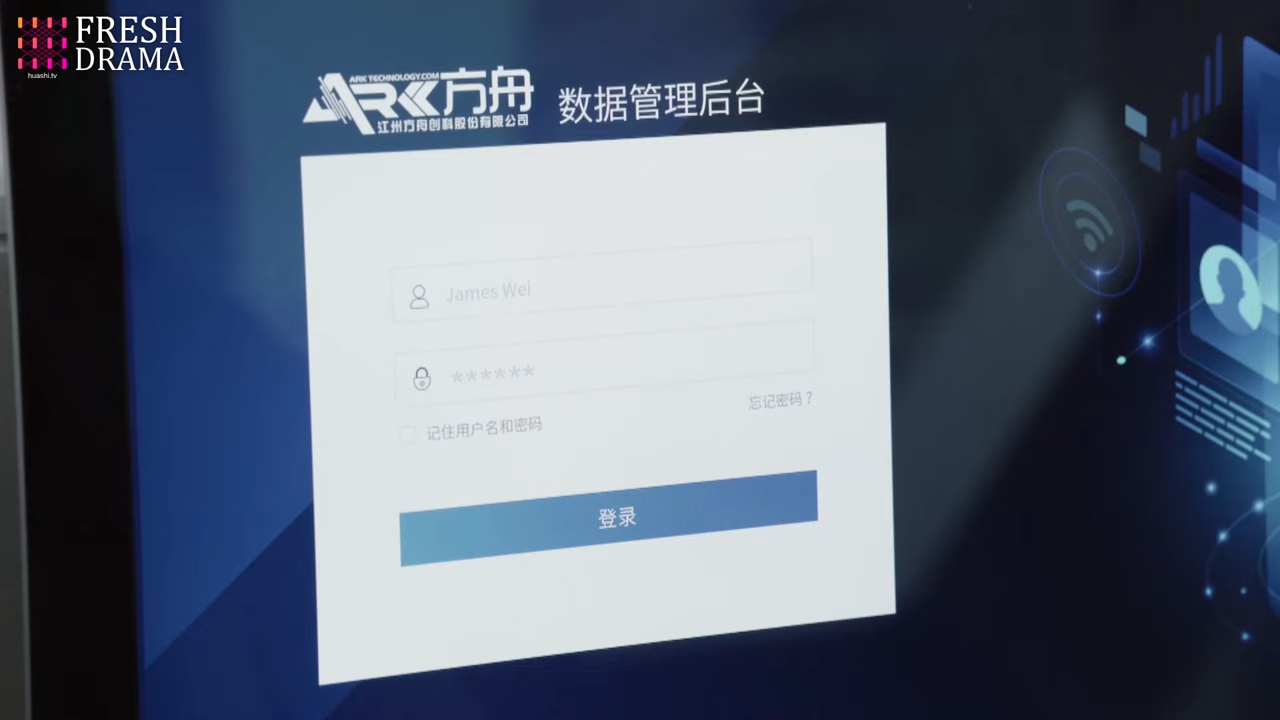 FRESH
DRAMA
huashi.tv
ARK TECHNOLOGY.COM
ARK方舟
江州方舟创科股份有限公司
数据管理后台
James Wei
******
忘记密码？
记住用户名和密码
登录